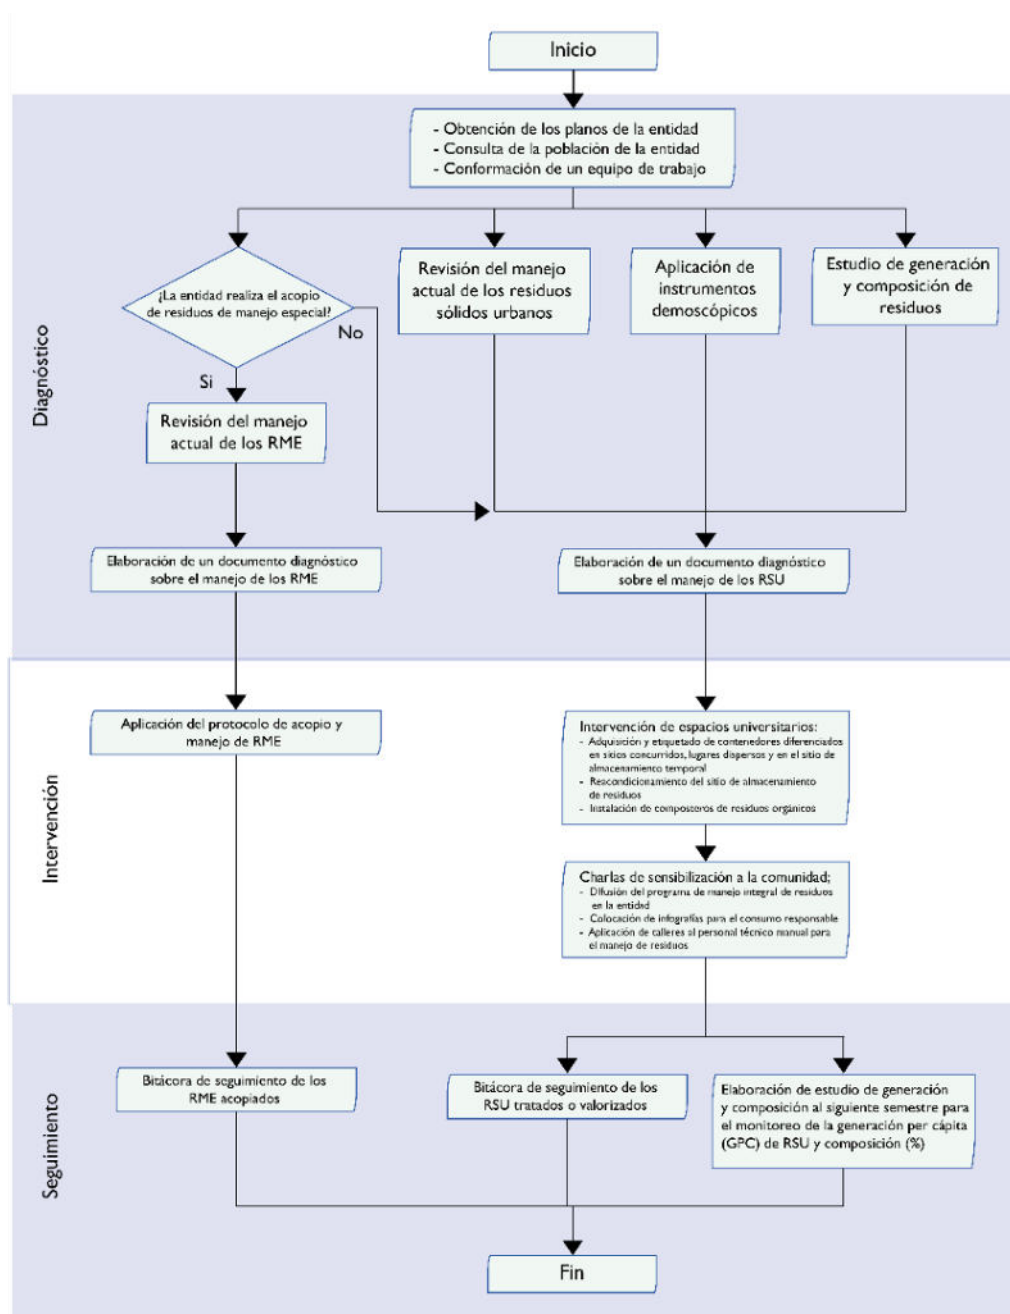 Inicio
- Obtención de los planos de la entidad
- Consulta de la población de la entidad
- Conformación de un equipo de trabajo
Diagnóstico
¿La entidad realiza el acopio
de residuos de manejo especial?
No
Si
Revisión del manejo
actual de los residuos
sólidos urbanos
Aplicación de
instrumentos
demoscópicos
Estudio de generación
y composición de
residuos
Revisión del manejo
actual de los RME
Elaboración de un documento diagnóstico
sobre el manejo de los RME
Elaboración de un documento diagnóstico
sobre el manejo de los RSU
Intervención
Aplicación del protocolo de acopio y
manejo de RME
Intervención de espacios universitarios:
- Adquisición y etiquetado de contenedores diferenciados
en sitios concurridos, lugares dispersos y en el sitio de
almacenamiento temporal
- Reacondicionamiento del sitio de almacenamiento
de residuos
- Instalación de composteros de residuos orgánicos
Charlas de sensibilización a la comunidad;
- Difusión del programa de manejo integral de residuos
en la entidad
- Colocación de infografías para el consumo responsable
- Aplicación de talleres al personal técnico manual para
el manejo de residuos
Seguimiento
Bitácora de seguimiento de los
RME acopiados
Bitácora de seguimiento de los
RSU tratados o valorizados
Elaboración de estudio de generación
y composición al siguiente semestre para
el monitoreo de la generación per cápita
(GPC) de RSU y composición (%)
Fin